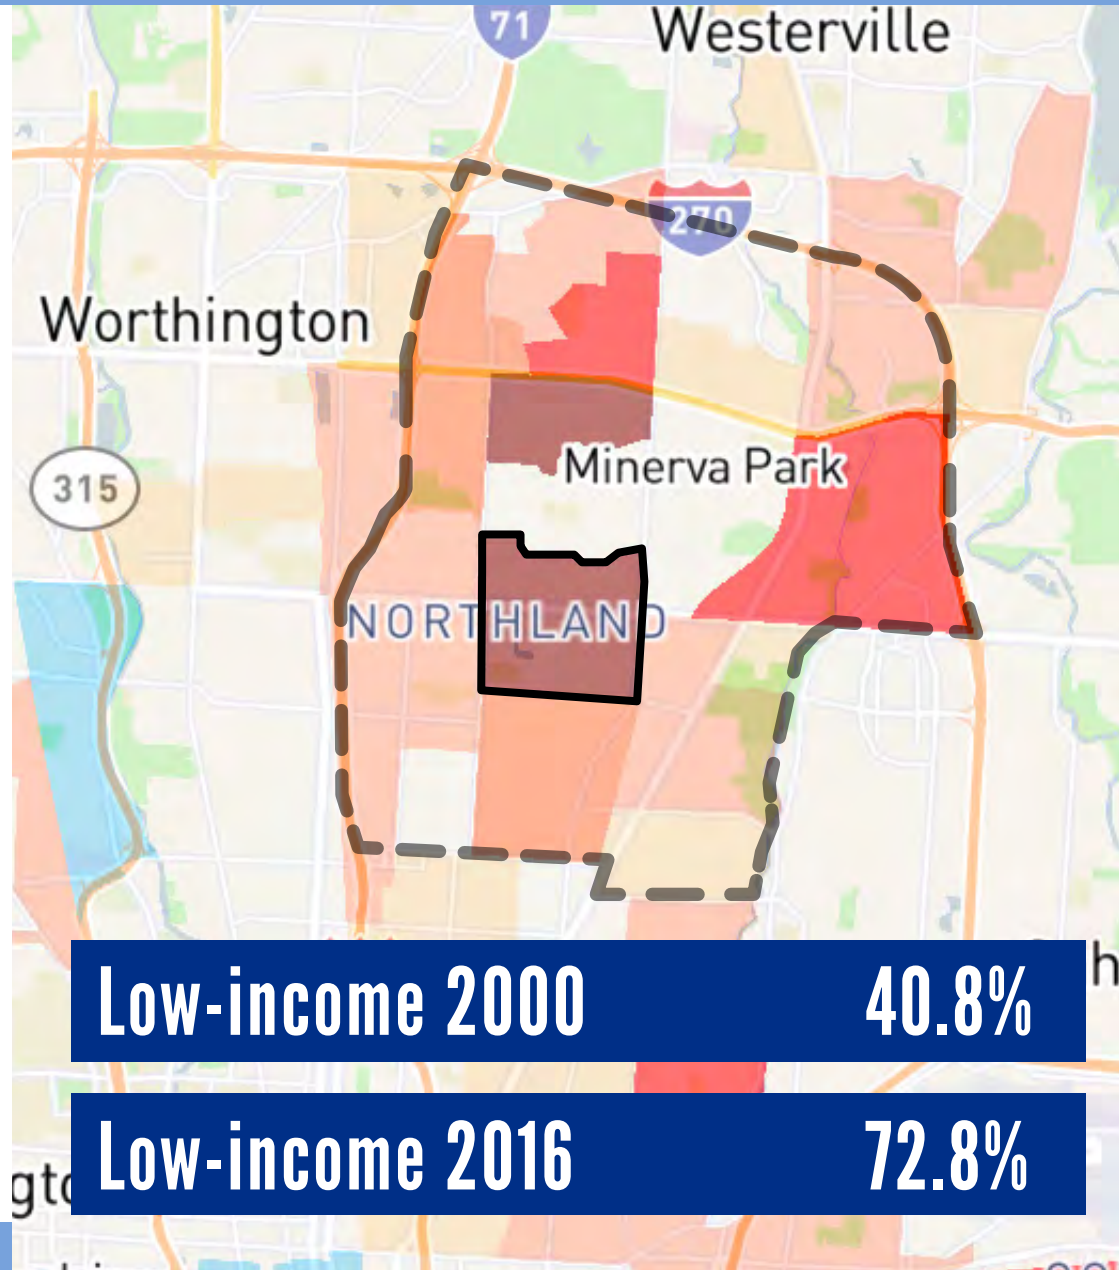 71
Westerville
270
Worthington
Minerva Park
315
NORTHLAND
Low-income 2000 40.8%
Low-income 2016 72.8%